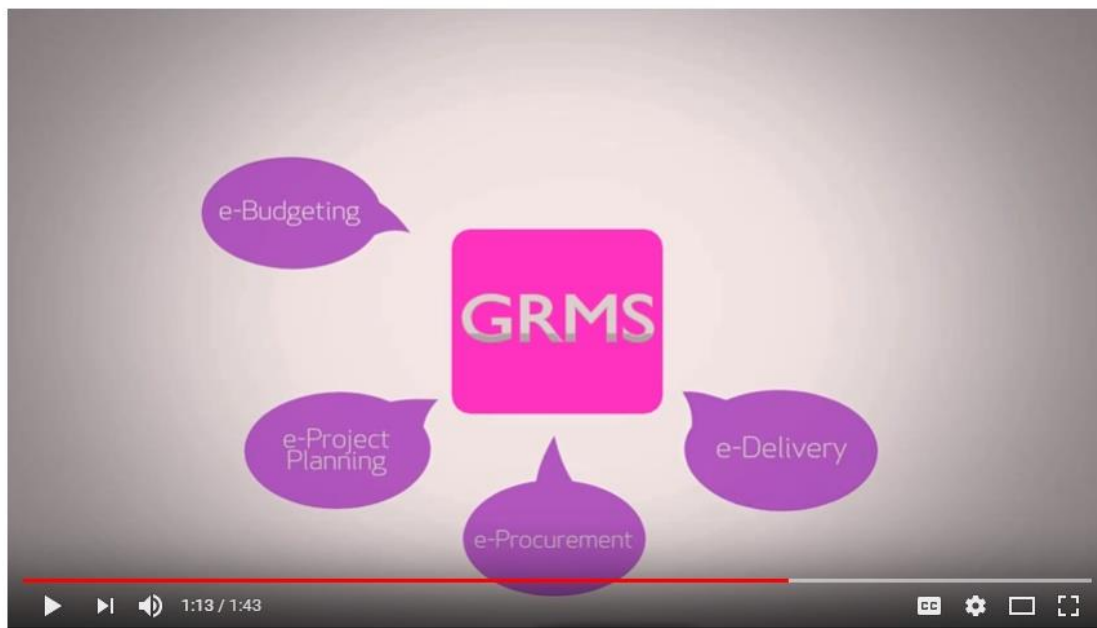 e-Budgeting
GRMS
e-Project
Planning
e-Delivery
e-Procurement
1:13 / 1:43
CC